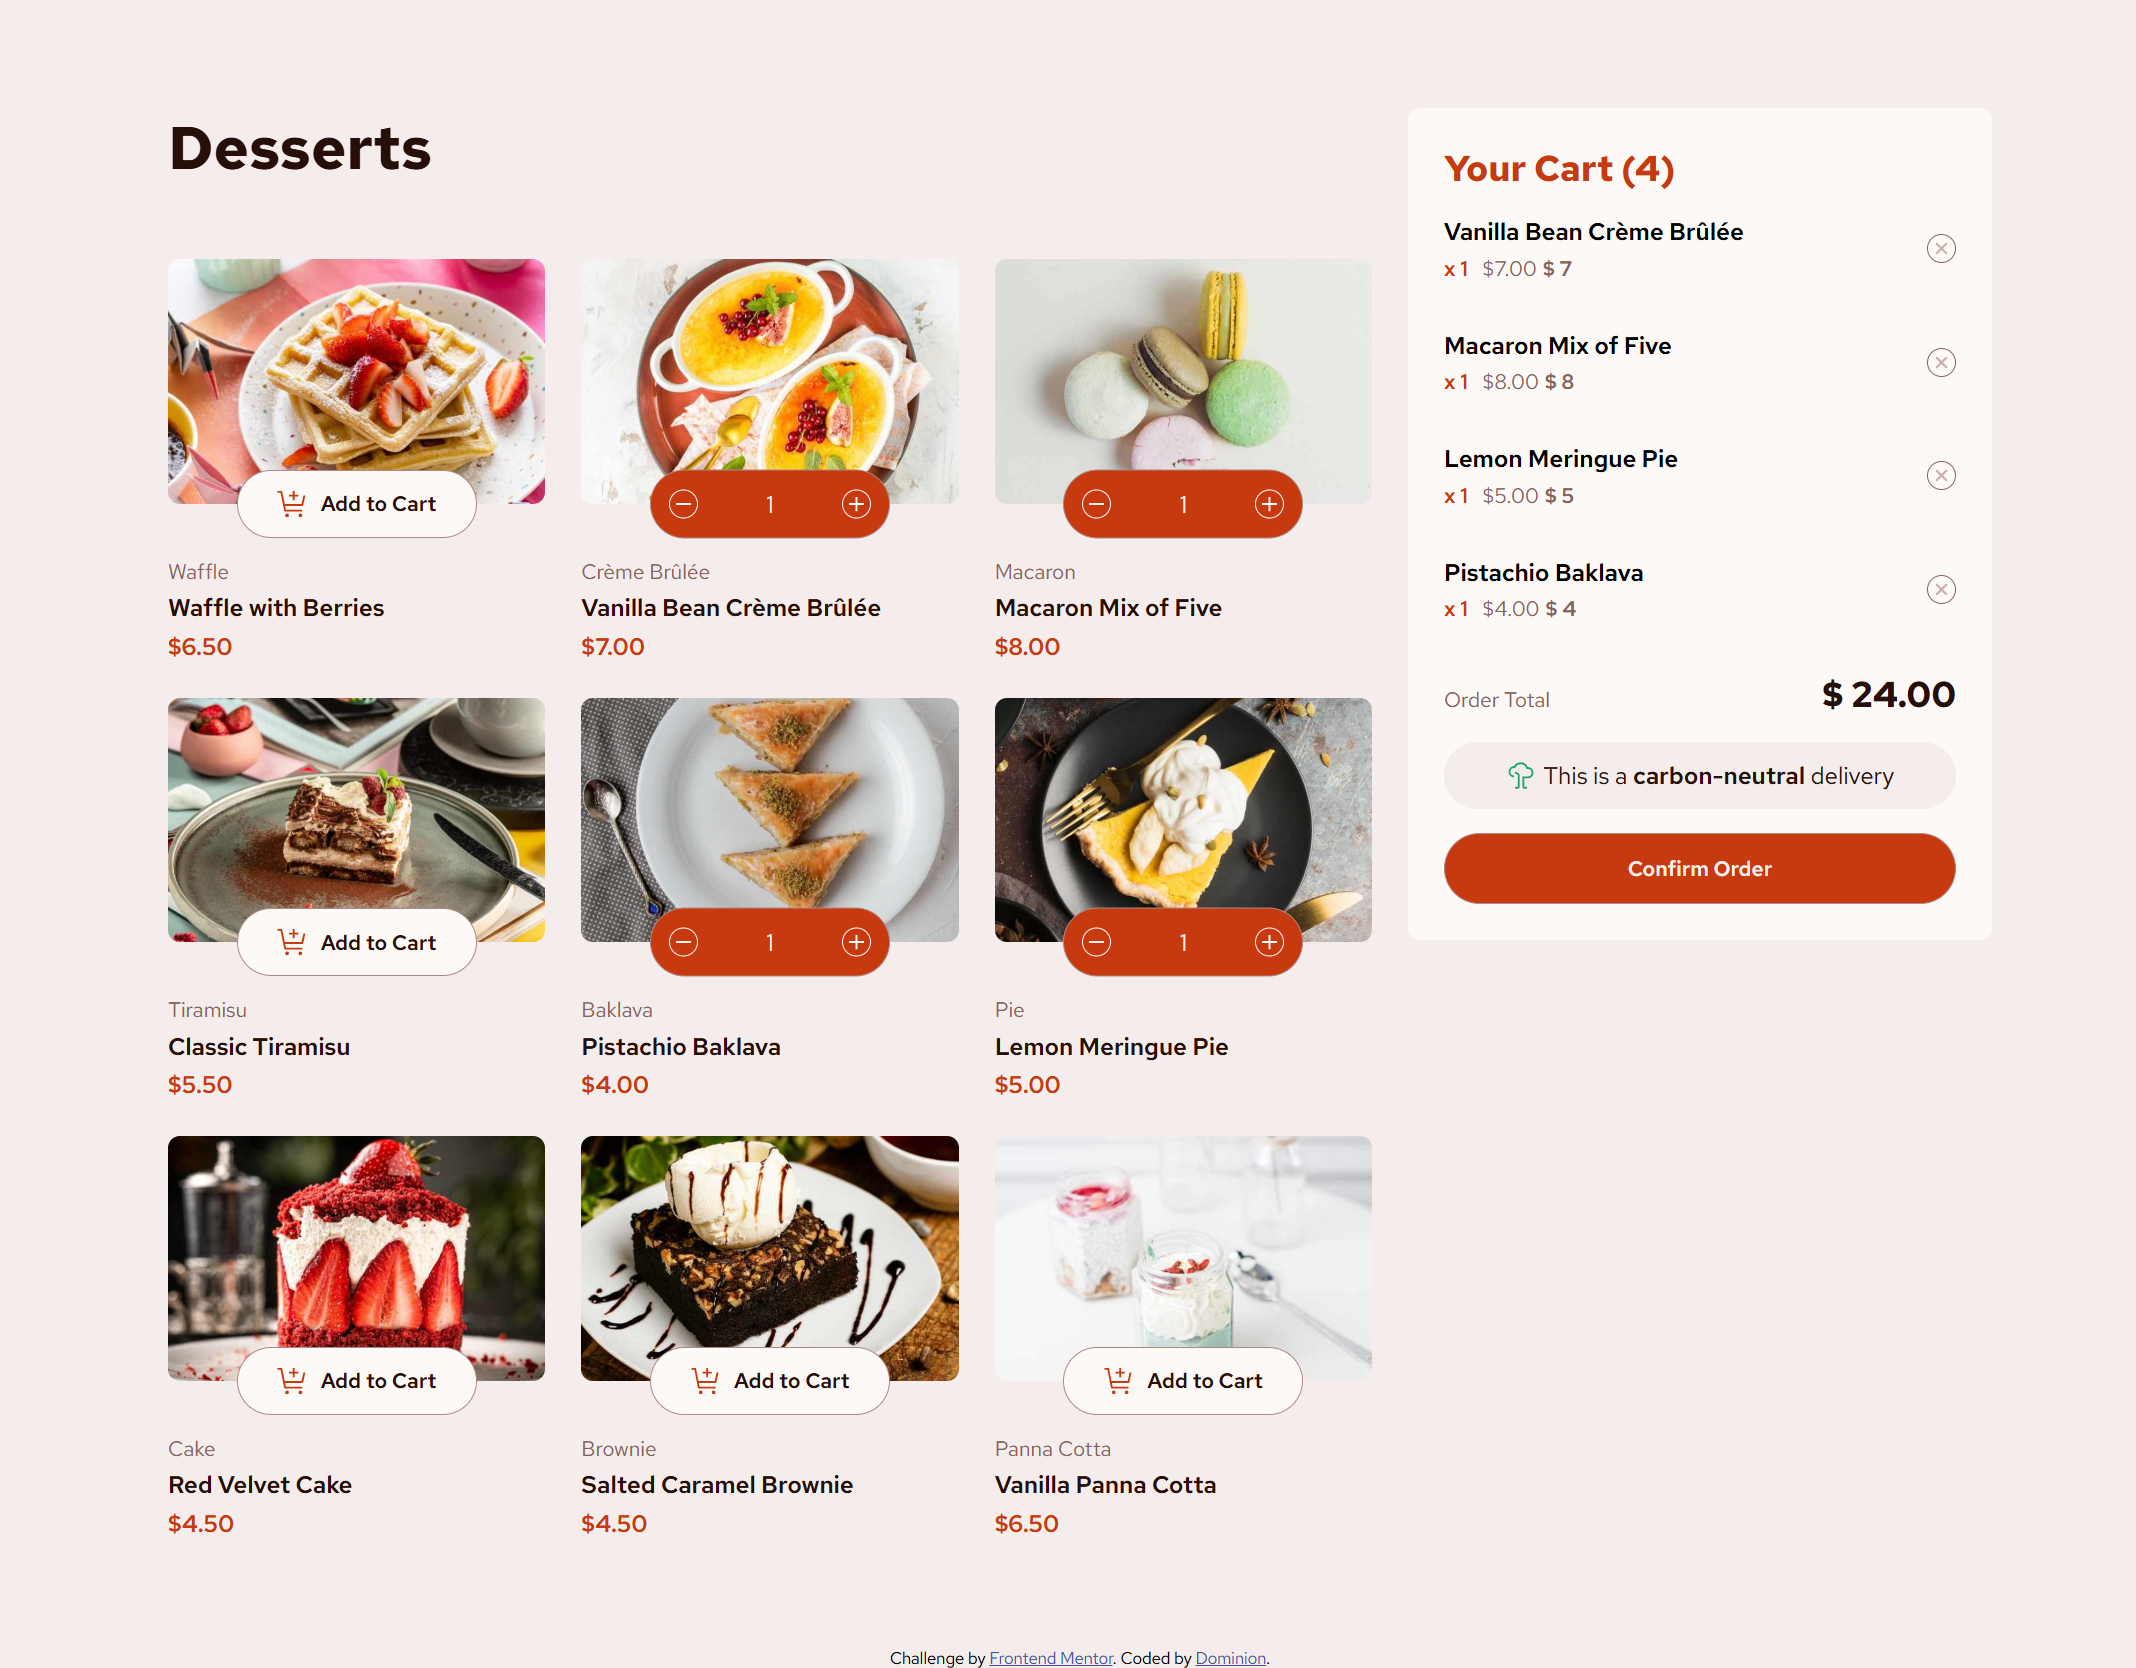 Desserts
Add to Cart
1
1
Waffle
Waffle with Berries
$6.50
Crème Brûlée
Vanilla Bean Crème Brûlée
$7.00
Macaron
Macaron Mix of Five
$8.00
Add to Cart
1
1
Tiramisu
Classic Tiramisu
$5.50
Baklava
Pistachio Baklava
$4.00
Pie
Lemon Meringue Pie
$5.00
Add to Cart
Add to Cart
Add to Cart
Cake
Red Velvet Cake
$4.50
Brownie
Salted Caramel Brownie
$4.50
Panna Cotta
Vanilla Panna Cotta
$6.50
Your Cart (4)
Vanilla Bean Crème Brûlée
x 1 $7.00 $ 7
Macaron Mix of Five
x 1 $8.00 $ 8
Lemon Meringue Pie
x 1 $5.00 $ 5
Pistachio Baklava
x 1 $4.00 $ 4
Order Total $ 24.00
This is a carbon-neutral delivery
Confirm Order
Challenge by Frontend Mentor. Coded by Dominion.